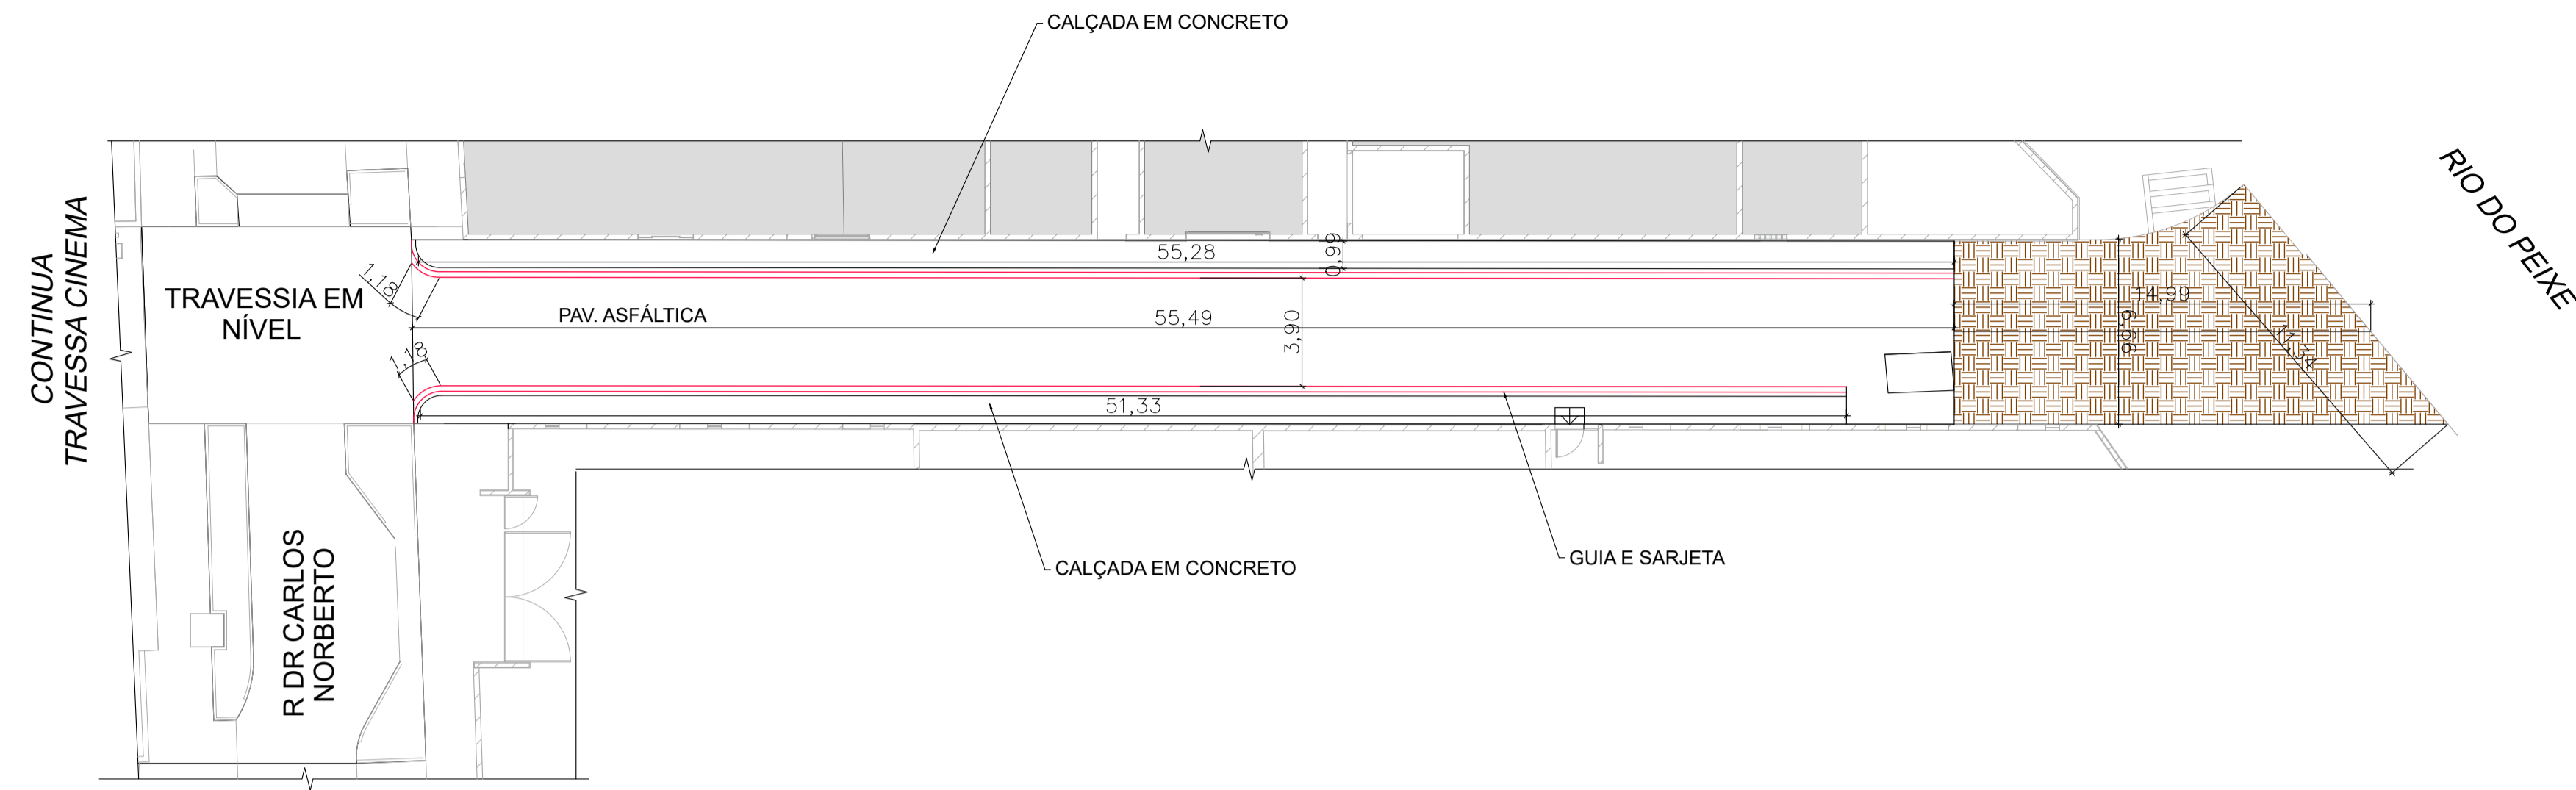 CALÇADA EM CONCRETO
CONTINUA
TRAVESSA CINEMA
TRAVESSIA EM
NÍVEL
1,18
55,28
0,99
PAV. ASFÁLTICA
55,49
3,90
1,18
51,33
14,99
6,99
11,34
RIO DO PEIXE
R DR CARLOS
NORBERTO
CALÇADA EM CONCRETO
GUIA E SARJETA